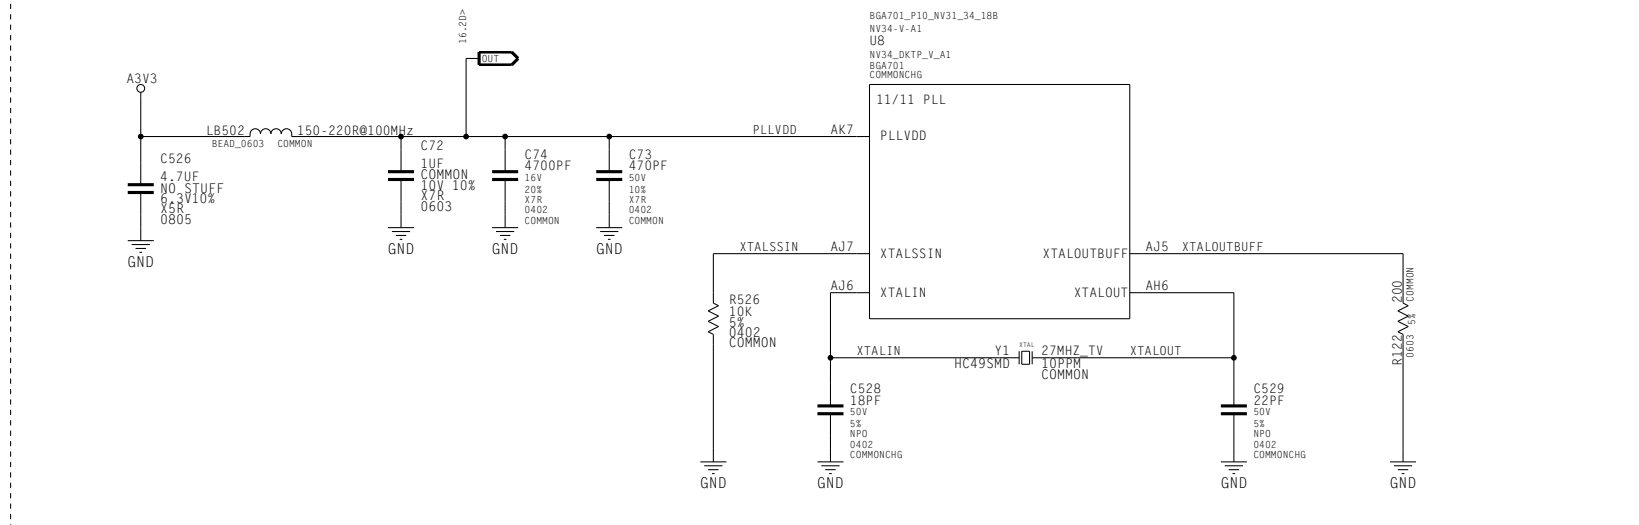 16.2D>
OUT
BGA701_P10_NV31_34_18B
NV34-V-A1
U8
NV34_DKTP_V_A1
BGA701
COMMONCHG
11/11 PLL
A3V3
LB502
150-220R@100MHz
BEAD_0603 COMMON
PLLVDD
AK7
PLLVDD
C526
4.7UF
NO STUFF
6.3V10%
X5R
0805
GND
C72
1UF
COMMON
10V 10%
X7R
0603
GND
C74
4700PF
16V
20%
X7R
0402
COMMON
GND
C73
470PF
50V
10%
X7R
0402
COMMON
GND
XTALSSIN
AJ7
XTALSSIN
XTALOUTBUFF
AJ5
XTALOUTBUFF
AJ6
XTALIN
XTALOUT
AH6
R526
10K
5%
0402
COMMON
GND
XTALIN
Y1
XTAL
27MHZ_TV
XTALOUT
HC49SMD
10PPM
COMMON
C528
18PF
50V
5%
NPO
0402
COMMONCHG
GND
C529
22PF
50V
5%
NPO
0402
COMMONCHG
GND
R122 200
0603 5% COMMON
GND